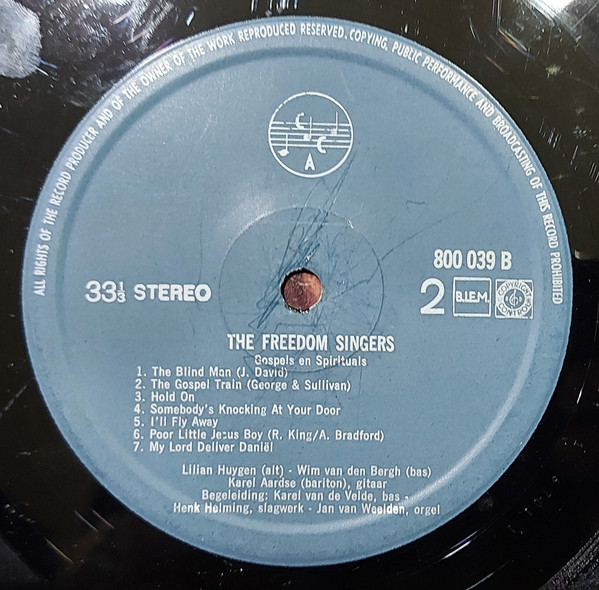 ALL RIGHTS OF THE RECORD PRODUCER AND OF THE OWNER OF THE WORK REPRODUCED RESERVED. COPYING, PUBLIC PERFORMANCE AND BROADCASTING OF THIS RECORD PROHIBITED
C C
A
800 039 B
33⅓ STEREO
2 B.I.E.M.
THE FREEDOM SINGERS
Gospels en Spirituals
1. The Blind Man (J. David)
2. The Gospel Train (George & Sullivan)
3. Hold On
4. Somebody's Knocking At Your Door
5. I'll Fly Away
6. Poor Little Jesus Boy (R. King/A. Bradford)
7. My Lord Deliver Daniël
Lilian Huygen (alt) - Wim van den Bergh (bas)
Karel Aardse (bariton), gitaar
Begeleiding: Karel van de Velde, bas -
Henk Helming, slagwerk - Jan van Weelden, orgel